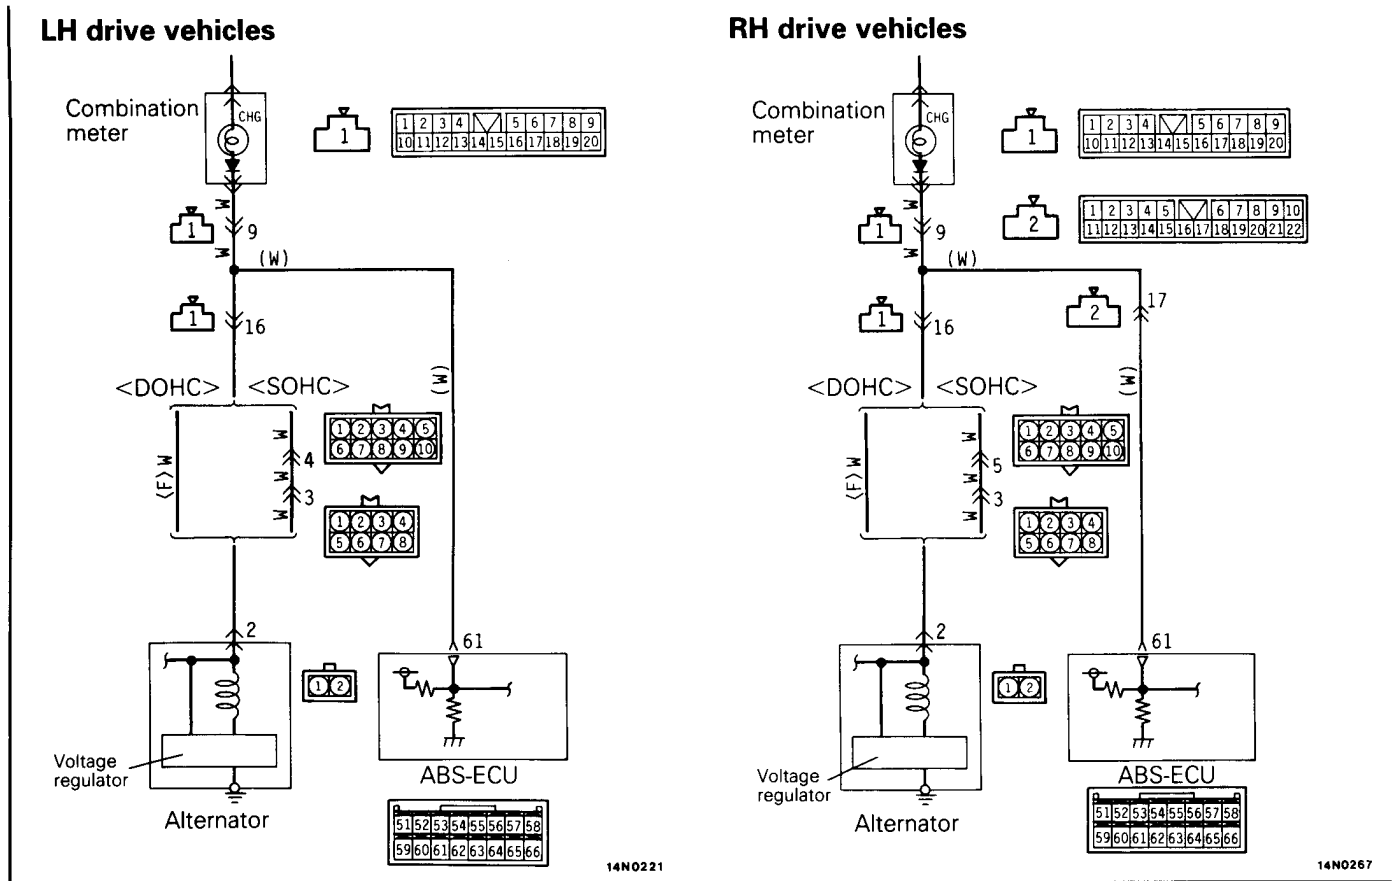 LH drive vehicles
Combination
meter
CHG
1
1 2 3 4 5 6 7 8 9
10 11 12 13 14 15 16 17 18 19 20
W
1
9
W
(W)
1
16
(W)
<DOHC> <SOHC>
W
4
W
3
W
<F> W
1 2 3 4 5
6 7 8 9 10
1 2 3 4
5 6 7 8
2
61
1 2
Voltage
regulator
Alternator
ABS-ECU
51 52 53 54 55 56 57 58
59 60 61 62 63 64 65 66
14N0221
RH drive vehicles
Combination
meter
CHG
1
1 2 3 4 5 6 7 8 9
10 11 12 13 14 15 16 17 18 19 20
2
1 2 3 4 5 6 7 8 9 10
11 12 13 14 15 16 17 18 19 20 21 22
W
1
9
W
(W)
1
16
2
17
(W)
<DOHC> <SOHC>
W
5
W
3
W
<F> W
1 2 3 4 5
6 7 8 9 10
1 2 3 4
5 6 7 8
2
61
1 2
Voltage
regulator
Alternator
ABS-ECU
51 52 53 54 55 56 57 58
59 60 61 62 63 64 65 66
14N0267